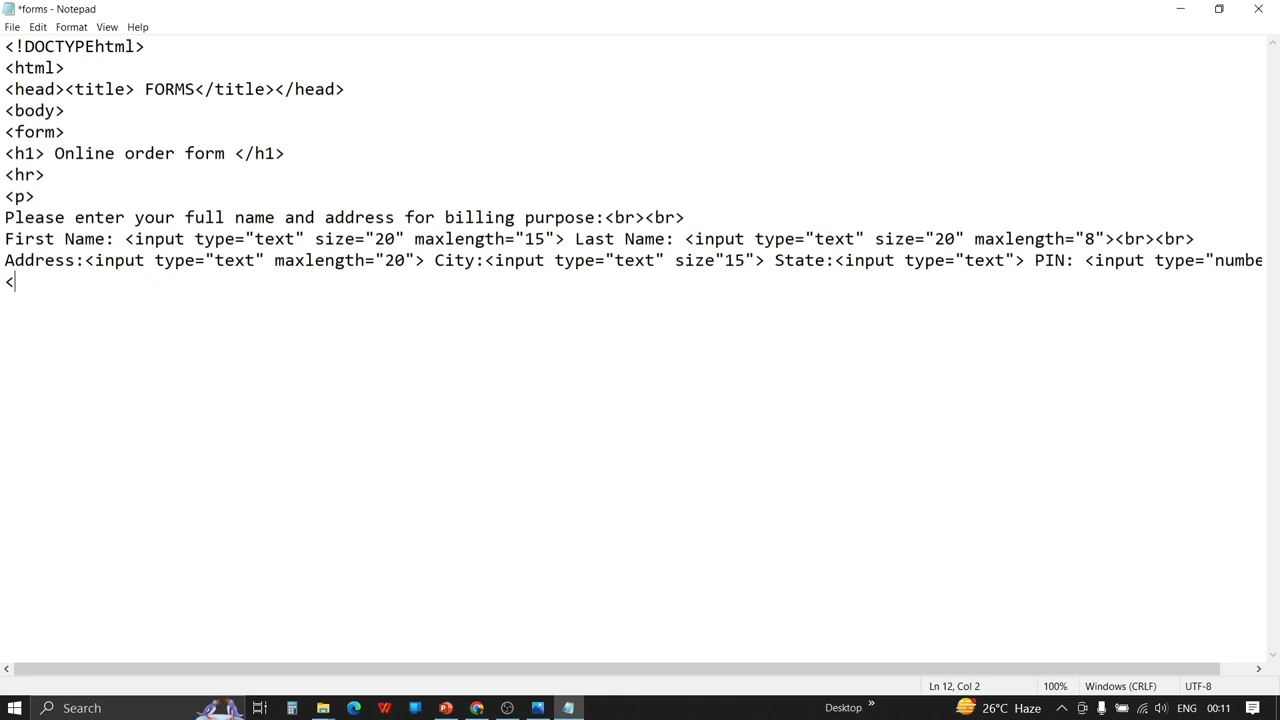 *forms - Notepad
File Edit Format View Help
<!DOCTYPEhtml>
<html>
<head><title> FORMS</title></head>
<body>
<form>
<h1> Online order form </h1>
<hr>
<p>
Please enter your full name and address for billing purpose:<br><br>
First Name: <input type="text" size="20" maxlength="15"> Last Name: <input type="text" size="20" maxlength="8"><br><br>
Address:<input type="text" maxlength="20"> City:<input type="text" size"15"> State:<input type="text"> PIN: <input type="numbe
<
Ln 12, Col 2 100% Windows (CRLF) UTF-8
Search Desktop » 26°C Haze ENG 00:11